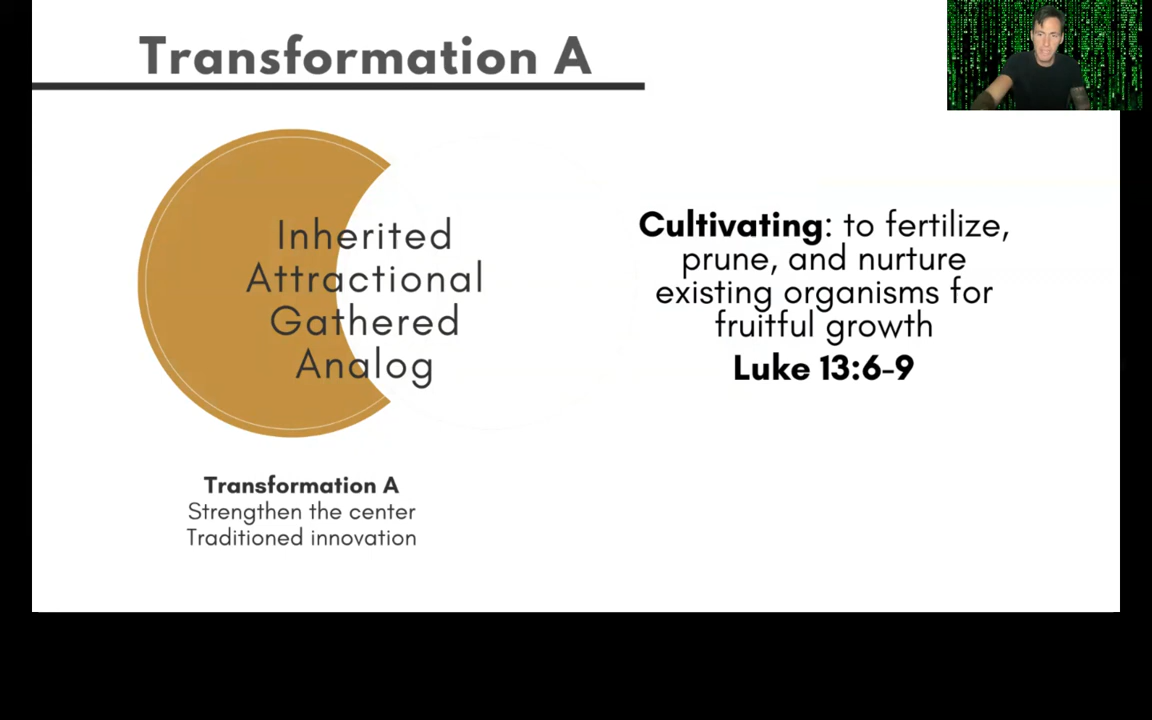 Transformation A
Inherited
Attractional
Gathered
Analog
Cultivating: to fertilize,
prune, and nurture
existing organisms for
fruitful growth
Luke 13:6-9
Transformation A
Strengthen the center
Traditioned innovation